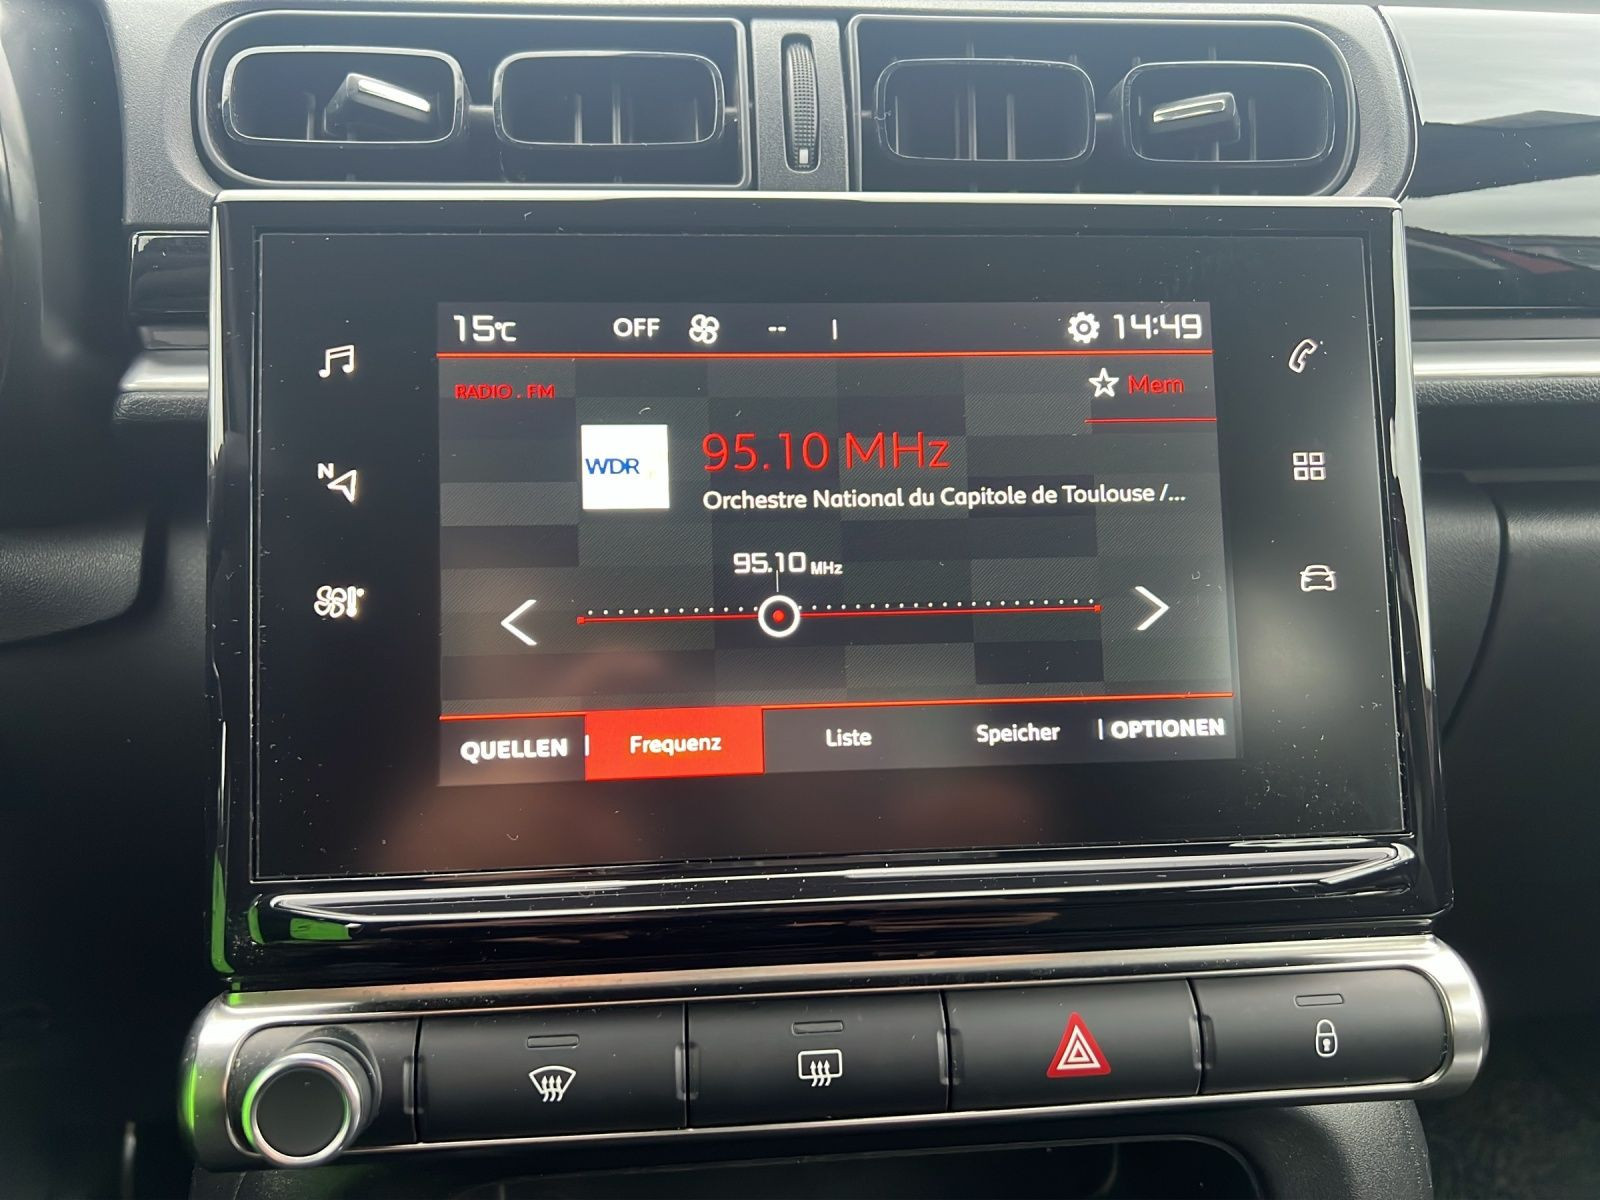 15°C OFF -- 14:49
RADIO . FM
Mem
WDR
95.10 MHz
Orchestre National du Capitole de Toulouse /...
95.10 MHz
N
QUELLEN Frequenz Liste Speicher OPTIONEN